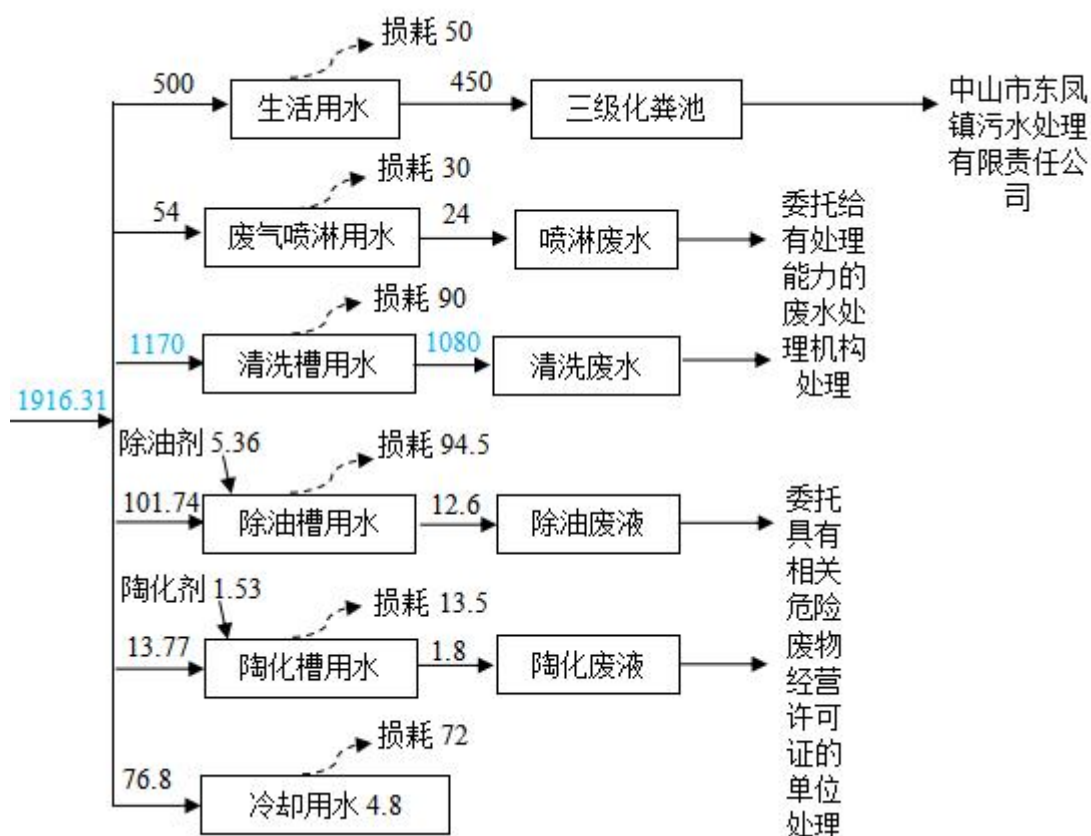 损耗 50
500
生活用水
450
三级化粪池
中山市东凤
镇污水处理
有限责任公
司
损耗 30
54
废气喷淋用水
24
喷淋废水
委托给
有处理
能力的
废水处
理机构
处理
损耗 90
1170
清洗槽用水
1080
清洗废水
1916.31
除油剂 5.36
损耗 94.5
101.74
除油槽用水
12.6
除油废液
委托
具有
相关
危险
废物
经营
许可
证的
单位
处理
陶化剂 1.53
损耗 13.5
13.77
陶化槽用水
1.8
陶化废液
损耗 72
76.8
冷却用水 4.8